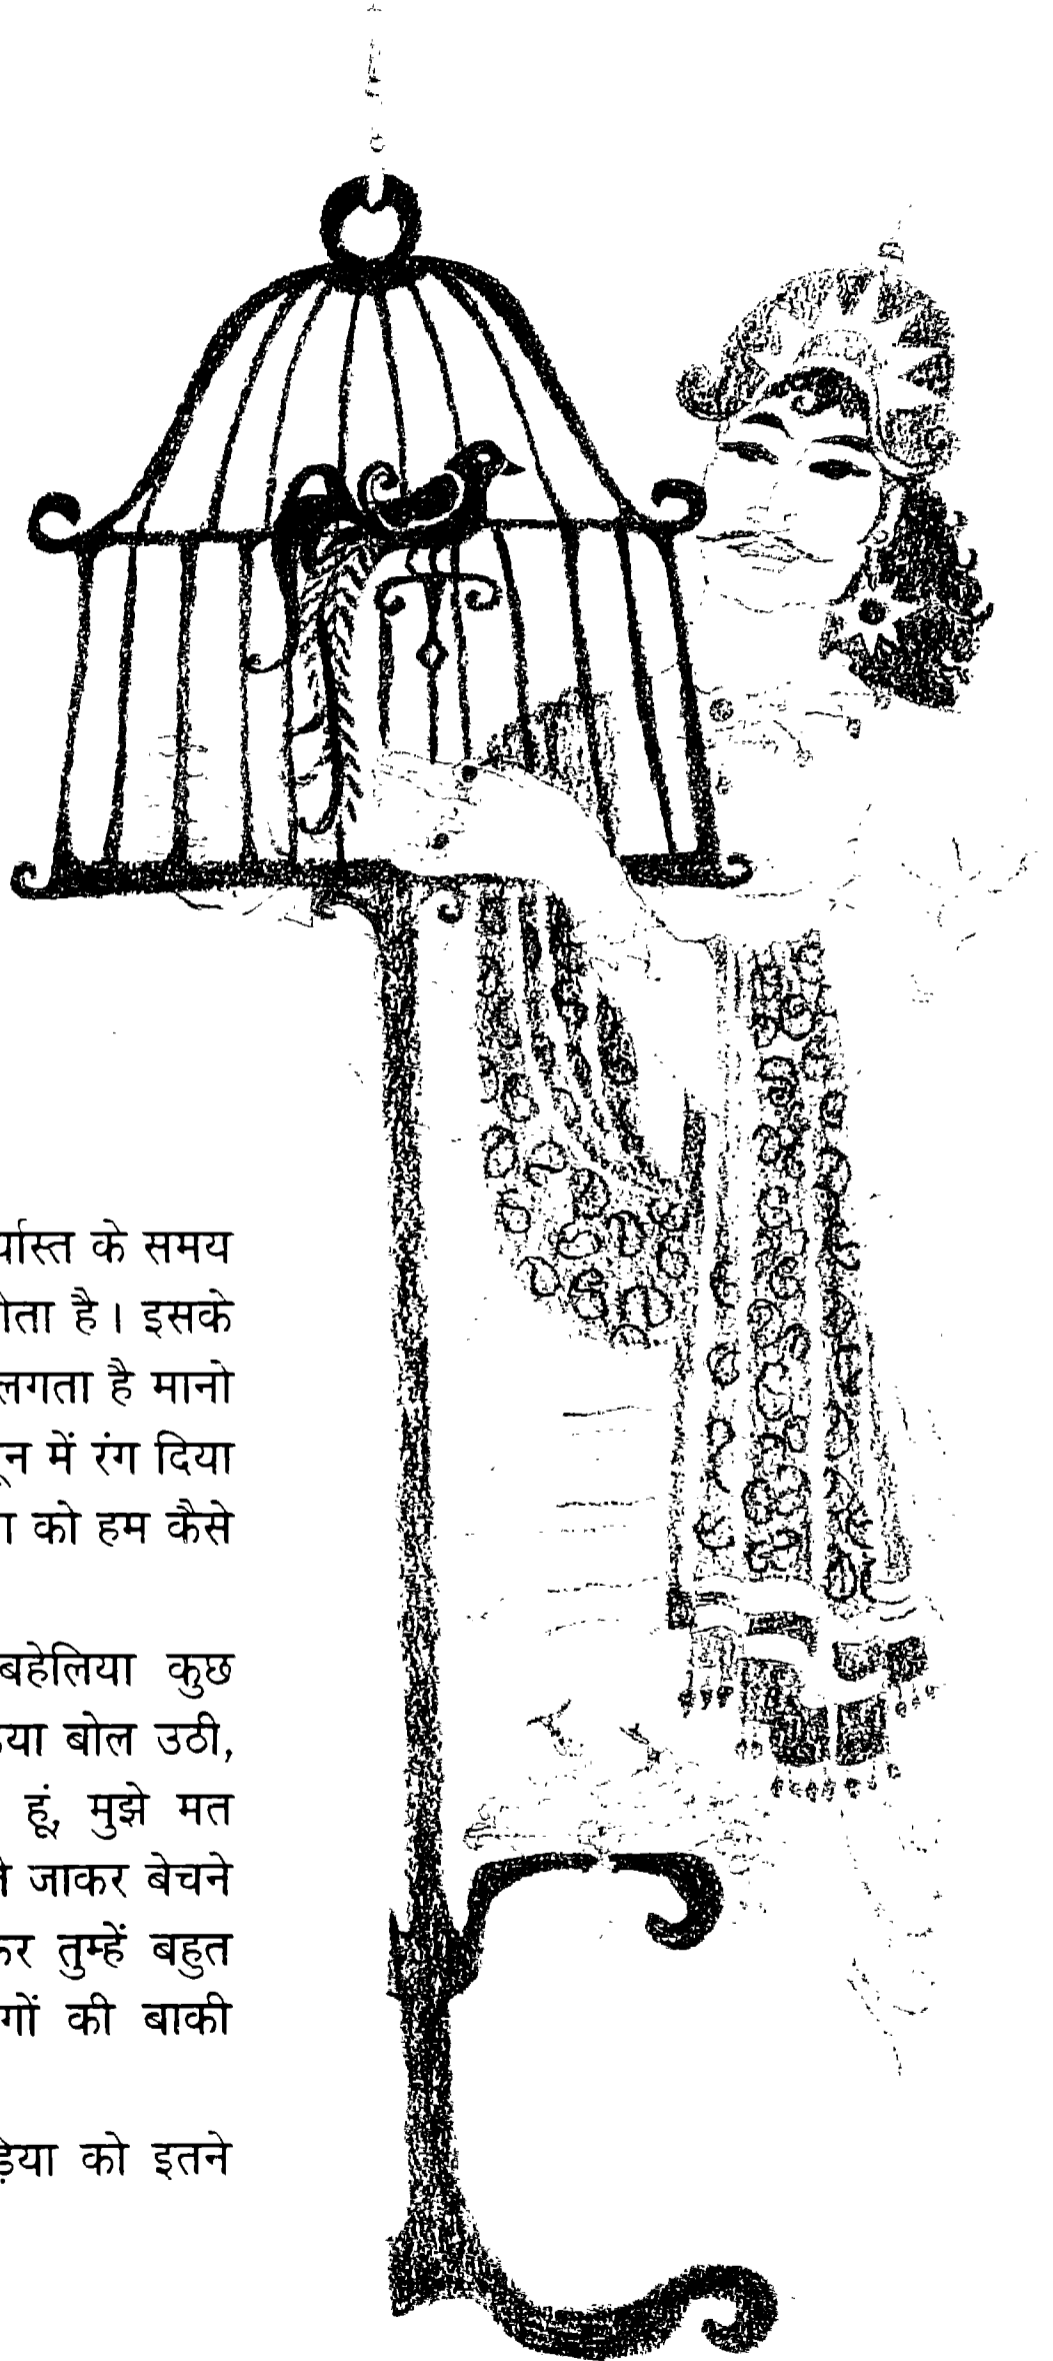 के समय
है। इसके
लगता है मानो
में रंग दिया
को हम कैसे
बहेलिया कुछ
बोल उठी,
हूं, मुझे मत
जाकर बेचने
तुम्हें बहुत
की बाकी
को इतने